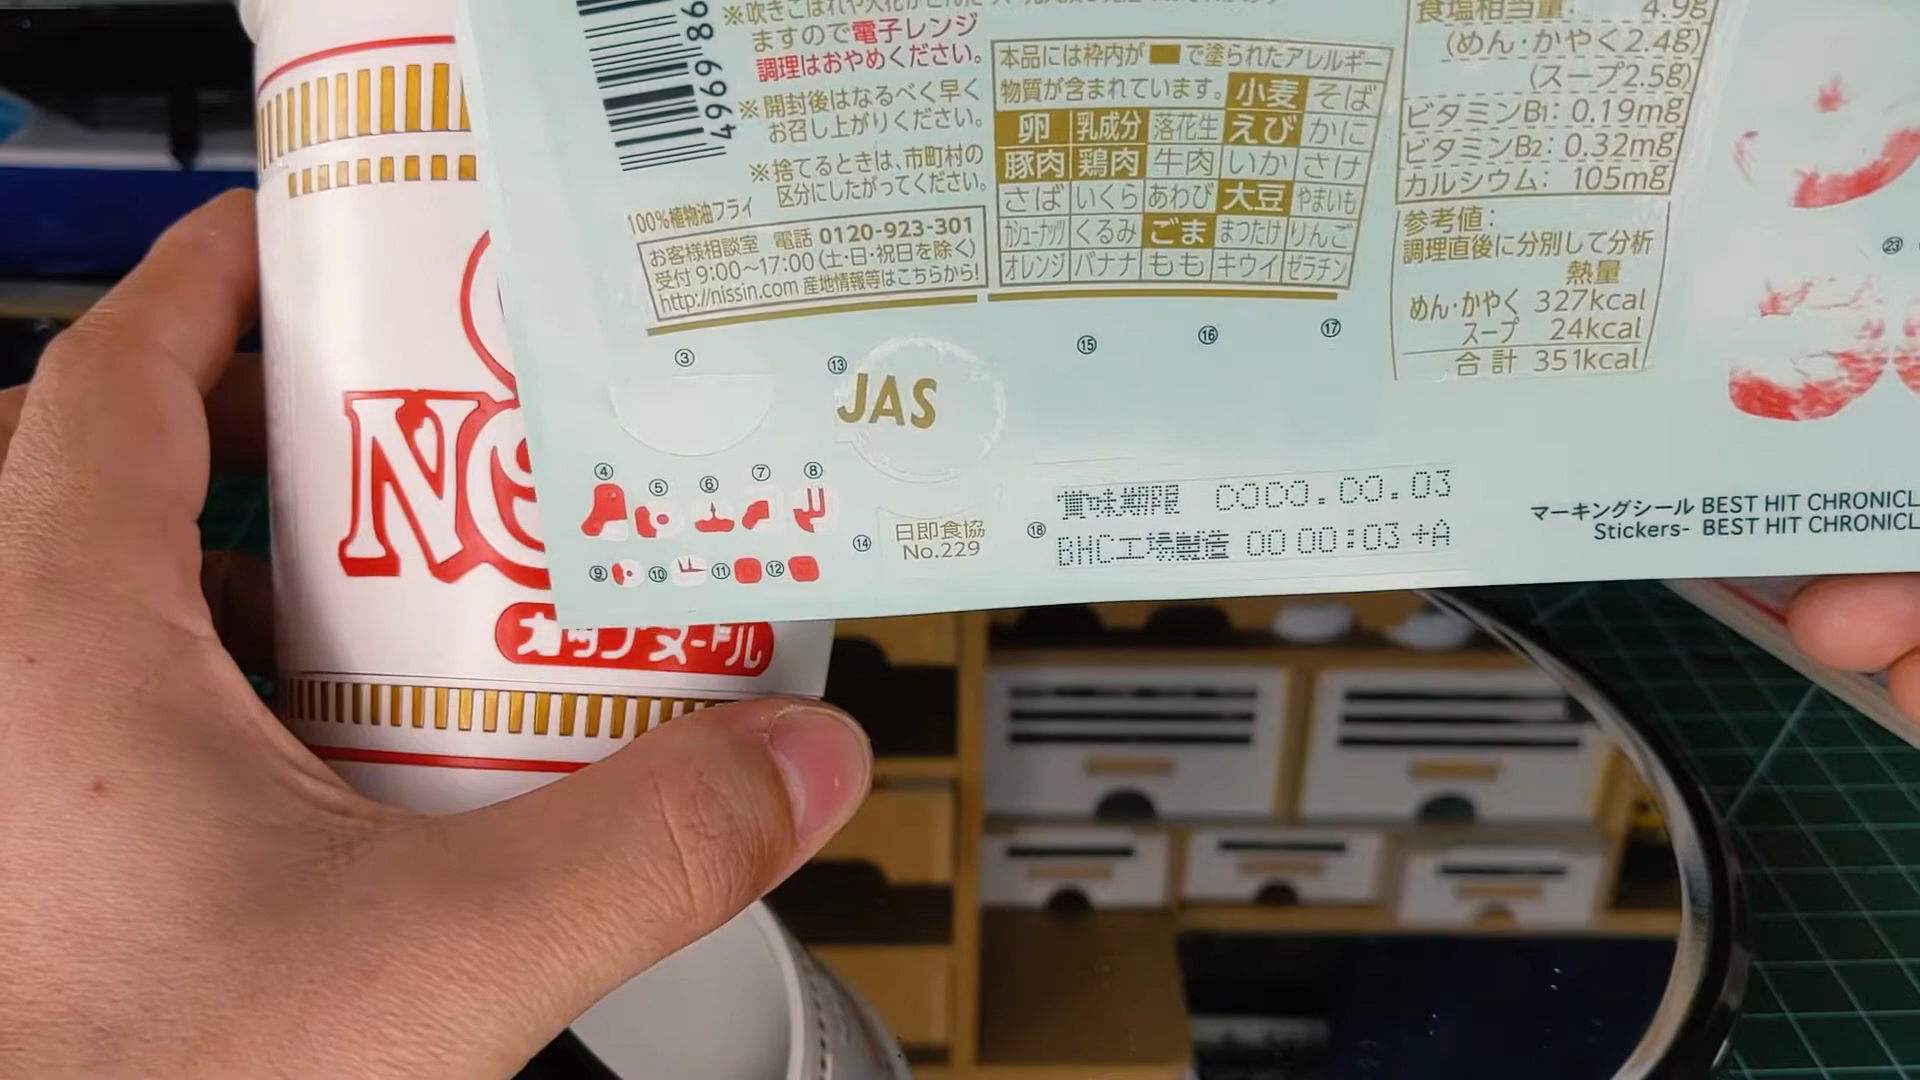 4969 86
ますので電子レンジ
調理はおやめください。
※開封後はなるべく早く
お召し上がりください。
※捨てるときは、市町村の
区分にしたがってください。
100%植物油フライ
お客様相談室 電話 0120-923-301
受付 9:00~17:00(土・日・祝日を除く)
http://nissin.com 産地情報等はこちらから!
本品には枠内が で塗られたアレルギー
物質が含まれています。 小麦 そば
卵 乳成分 落花生 えび かに
豚肉 鶏肉 牛肉 いか さけ
さば いくら あわび 大豆 やまいも
カシューナッツ くるみ ごま まつたけ りんご
オレンジ バナナ もも キウイ ゼラチン
食塩相当量: 4.9g
(めん・かやく2.4g)
(スープ2.5g)
ビタミンB1: 0.19mg
ビタミンB2: 0.32mg
カルシウム: 105mg
参考値:
調理直後に分別して分析
熱量
めん・かやく 327kcal
スープ 24kcal
合計 351kcal
③ ⑬ ⑮ ⑯ ⑰ ㉓
JAS
④ ⑤ ⑥ ⑦ ⑧
⑨ ⑩ ⑪ ⑫
⑭ 日即食協
No.229
⑱ 賞味期限 0000.00.03
BHC工場製造 00 00:03+A
マーキングシール BEST HIT CHRONICL
Stickers- BEST HIT CHRONICL
カップヌードル